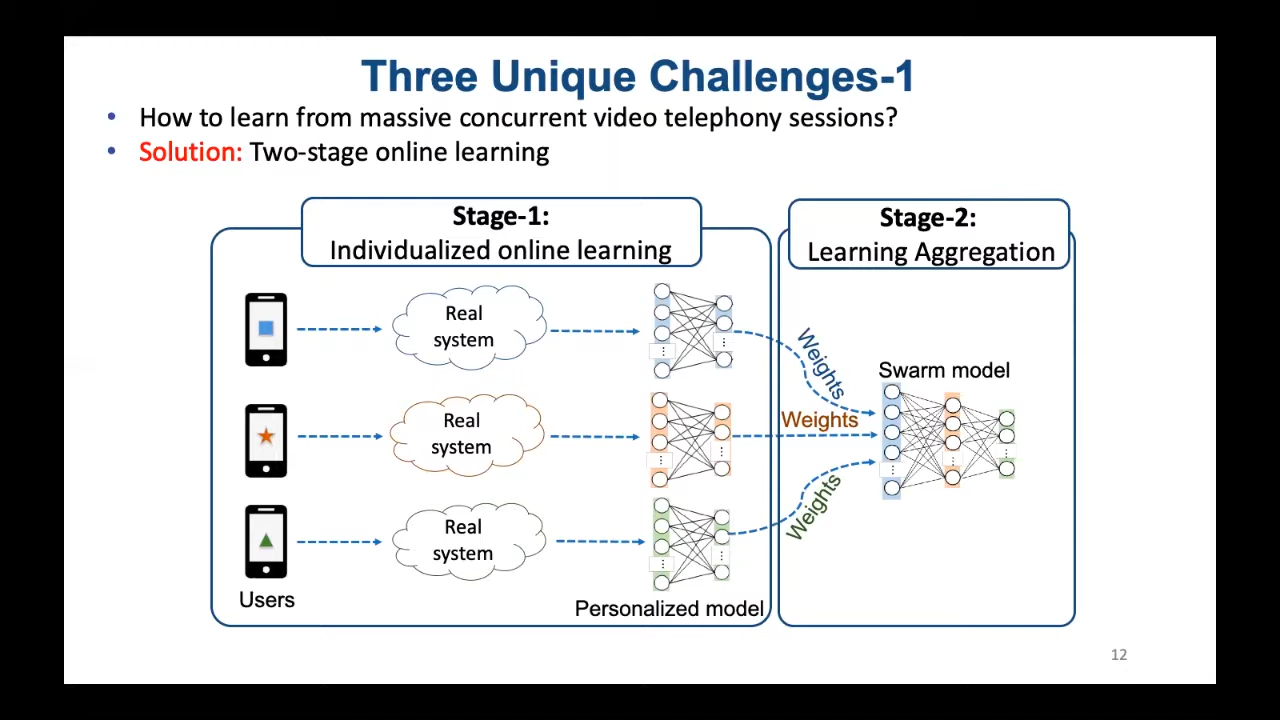 Three Unique Challenges-1
• How to learn from massive concurrent video telephony sessions?
• Solution: Two-stage online learning
Stage-1:
Individualized online learning
Stage-2:
Learning Aggregation
Real
system
Real
system
Real
system
Users
Personalized model
Weights
Weights
Weights
Swarm model
12